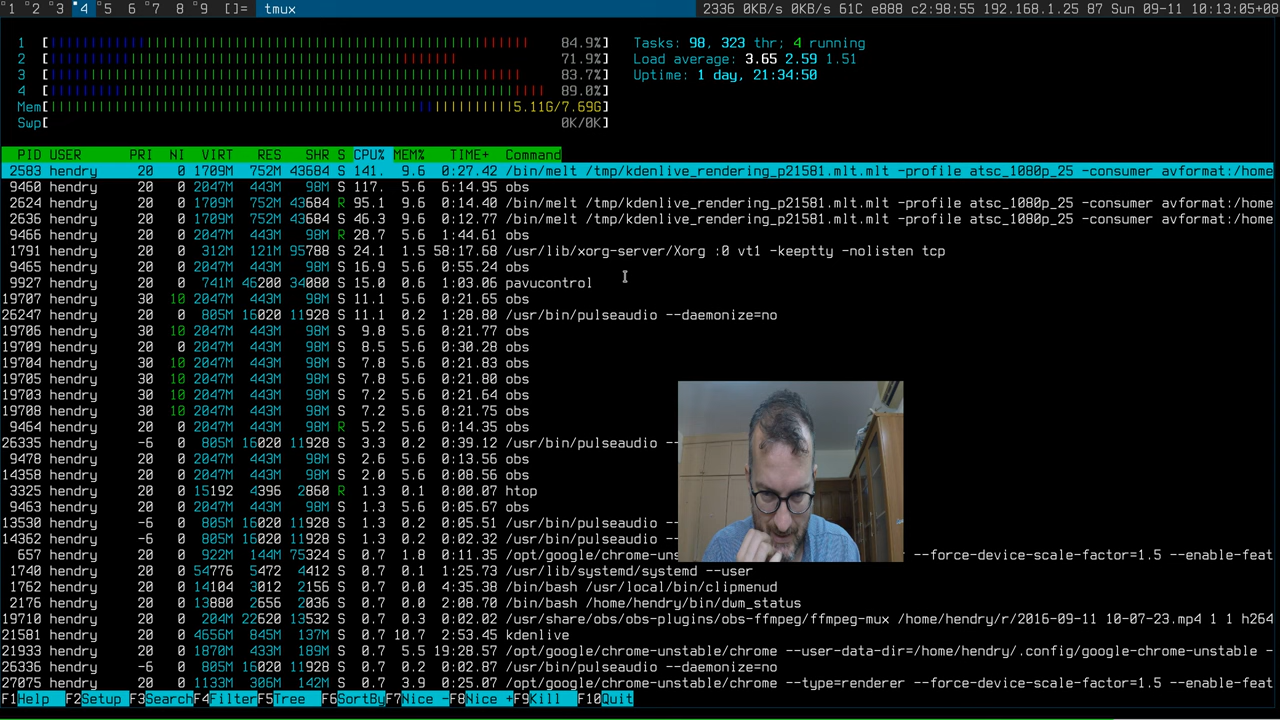 1 2 3 4 5 6 7 8 9 []= tmux 2336 0KB/s 0KB/s 61C e888 c2:98:55 192.168.1.25 87 Sun 09-11 10:13:05+08
1 [ 84.9%] Tasks: 98, 323 thr; 4 running
2 [ 71.9%] Load average: 3.65 2.59 1.51
3 [ 83.7%] Uptime: 1 day, 21:34:50
4 [ 89.0%]
Mem[ 5.11G/7.69G]
Swp[ 0K/0K]
PID USER PRI NI VIRT RES SHR S CPU% MEM% TIME+ Command
2583 hendry 20 0 1709M 752M 43684 S 141. 9.6 0:27.42 /bin/melt /tmp/kdenlive_rendering_p21581.mlt.mlt -profile atsc_1080p_25 -consumer avformat:/home
9460 hendry 20 0 2047M 443M 98M S 117. 5.6 6:14.95 obs
2624 hendry 20 0 1709M 752M 43684 R 95.1 9.6 0:14.40 /bin/melt /tmp/kdenlive_rendering_p21581.mlt.mlt -profile atsc_1080p_25 -consumer avformat:/home
2636 hendry 20 0 1709M 752M 43684 S 46.3 9.6 0:12.77 /bin/melt /tmp/kdenlive_rendering_p21581.mlt.mlt -profile atsc_1080p_25 -consumer avformat:/home
9466 hendry 20 0 2047M 443M 98M R 28.7 5.6 1:44.61 obs
1791 hendry 20 0 312M 121M 95788 S 24.1 1.5 58:17.68 /usr/lib/xorg-server/Xorg :0 vt1 -keeptty -nolisten tcp
9465 hendry 20 0 2047M 443M 98M S 16.9 5.6 0:55.24 obs
9927 hendry 20 0 741M 46200 34080 S 15.0 0.6 1:03.06 pavucontrol
19707 hendry 30 10 2047M 443M 98M S 11.1 5.6 0:21.65 obs
26247 hendry 20 0 805M 16020 11928 S 11.1 0.2 1:28.80 /usr/bin/pulseaudio --daemonize=no
19706 hendry 30 10 2047M 443M 98M S 9.8 5.6 0:21.77 obs
19709 hendry 20 0 2047M 443M 98M S 8.5 5.6 0:30.28 obs
19704 hendry 30 10 2047M 443M 98M S 7.8 5.6 0:21.83 obs
19705 hendry 30 10 2047M 443M 98M S 7.8 5.6 0:21.80 obs
19703 hendry 30 10 2047M 443M 98M S 7.2 5.6 0:21.64 obs
19708 hendry 30 10 2047M 443M 98M S 7.2 5.6 0:21.75 obs
9464 hendry 20 0 2047M 443M 98M R 5.2 5.6 0:14.35 obs
26335 hendry -6 0 805M 16020 11928 S 3.3 0.2 0:39.12 /usr/bin/pulseaudio --
9478 hendry 20 0 2047M 443M 98M S 2.6 5.6 0:13.56 obs
14358 hendry 20 0 2047M 443M 98M S 2.0 5.6 0:08.56 obs
3325 hendry 20 0 15192 4396 2860 R 1.3 0.1 0:00.07 htop
9463 hendry 20 0 2047M 443M 98M S 1.3 5.6 0:05.67 obs
13530 hendry -6 0 805M 16020 11928 S 1.3 0.2 0:05.51 /usr/bin/pulseaudio --
14362 hendry -6 0 805M 16020 11928 S 1.3 0.2 0:02.32 /usr/bin/pulseaudio --
657 hendry 20 0 922M 144M 75324 S 0.7 1.8 0:11.35 /opt/google/chrome-uns --force-device-scale-factor=1.5 --enable-feat
1740 hendry 20 0 54776 5472 4412 S 0.7 0.1 1:25.73 /usr/lib/systemd/systemd --user
1762 hendry 20 0 14104 3012 2156 S 0.7 0.0 4:35.38 /bin/bash /usr/local/bin/clipmenud
2176 hendry 20 0 13880 2656 2036 S 0.7 0.0 2:08.70 /bin/bash /home/hendry/bin/dwm_status
19710 hendry 20 0 204M 22620 13532 S 0.7 0.3 0:02.02 /usr/share/obs/obs-plugins/obs-ffmpeg/ffmpeg-mux /home/hendry/r/2016-09-11 10-07-23.mp4 1 1 h264
21581 hendry 20 0 4656M 845M 137M S 0.7 10.7 2:53.45 kdenlive
21933 hendry 20 0 1870M 433M 189M S 0.7 5.5 19:28.57 /opt/google/chrome-unstable/chrome --user-data-dir=/home/hendry/.config/google-chrome-unstable -
26336 hendry -6 0 805M 16020 11928 S 0.7 0.2 0:02.87 /usr/bin/pulseaudio --daemonize=no
27075 hendry 20 0 1133M 306M 142M S 0.7 3.9 0:25.07 /opt/google/chrome-unstable/chrome --type=renderer --force-device-scale-factor=1.5 --enable-feat
F1Help F2Setup F3SearchF4FilterF5Tree F6SortByF7Nice -F8Nice +F9Kill F10Quit